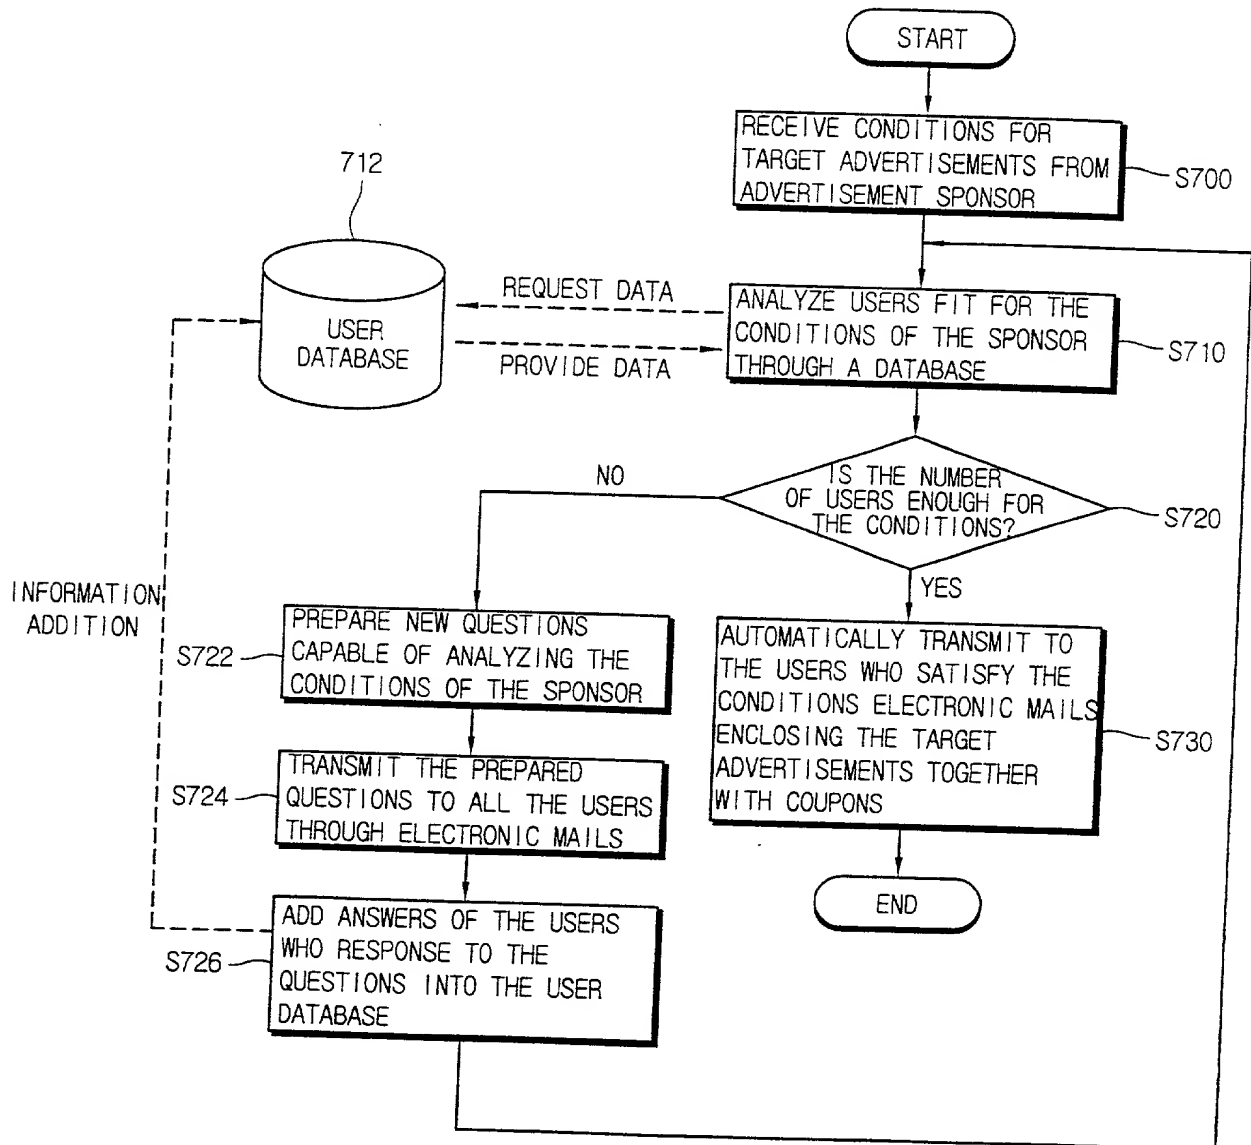 START
RECEIVE CONDITIONS FOR
TARGET ADVERTISEMENTS FROM
ADVERTISEMENT SPONSOR
S700
712
USER
DATABASE
REQUEST DATA
PROVIDE DATA
ANALYZE USERS FIT FOR THE
CONDITIONS OF THE SPONSOR
THROUGH A DATABASE
S710
IS THE NUMBER
OF USERS ENOUGH FOR
THE CONDITIONS?
S720
NO
YES
INFORMATION
ADDITION
PREPARE NEW QUESTIONS
CAPABLE OF ANALYZING THE
CONDITIONS OF THE SPONSOR
S722
AUTOMATICALLY TRANSMIT TO
THE USERS WHO SATISFY THE
CONDITIONS ELECTRONIC MAILS
ENCLOSING THE TARGET
ADVERTISEMENTS TOGETHER
WITH COUPONS
S730
TRANSMIT THE PREPARED
QUESTIONS TO ALL THE USERS
THROUGH ELECTRONIC MAILS
S724
END
ADD ANSWERS OF THE USERS
WHO RESPONSE TO THE
QUESTIONS INTO THE USER
DATABASE
S726